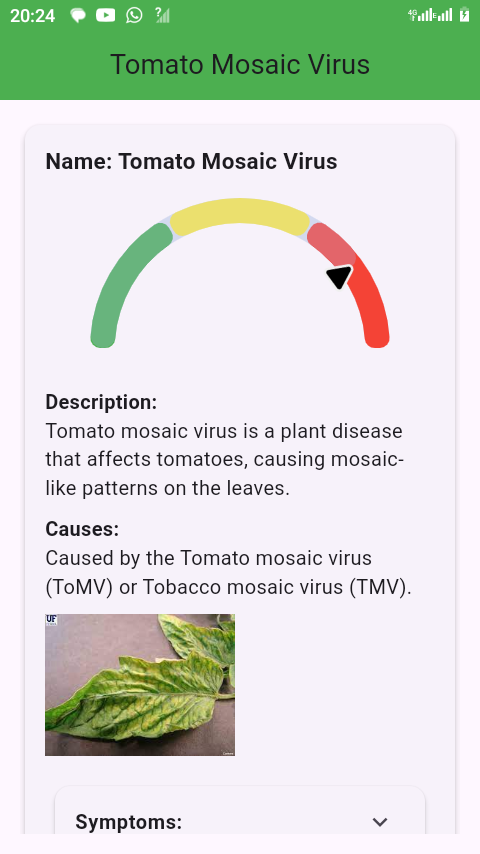 20:24
?
4G
E
Tomato Mosaic Virus
Name: Tomato Mosaic Virus
Description:
Tomato mosaic virus is a plant disease
that affects tomatoes, causing mosaic-
like patterns on the leaves.
Causes:
Caused by the Tomato mosaic virus
(ToMV) or Tobacco mosaic virus (TMV).
UF
Symptoms: